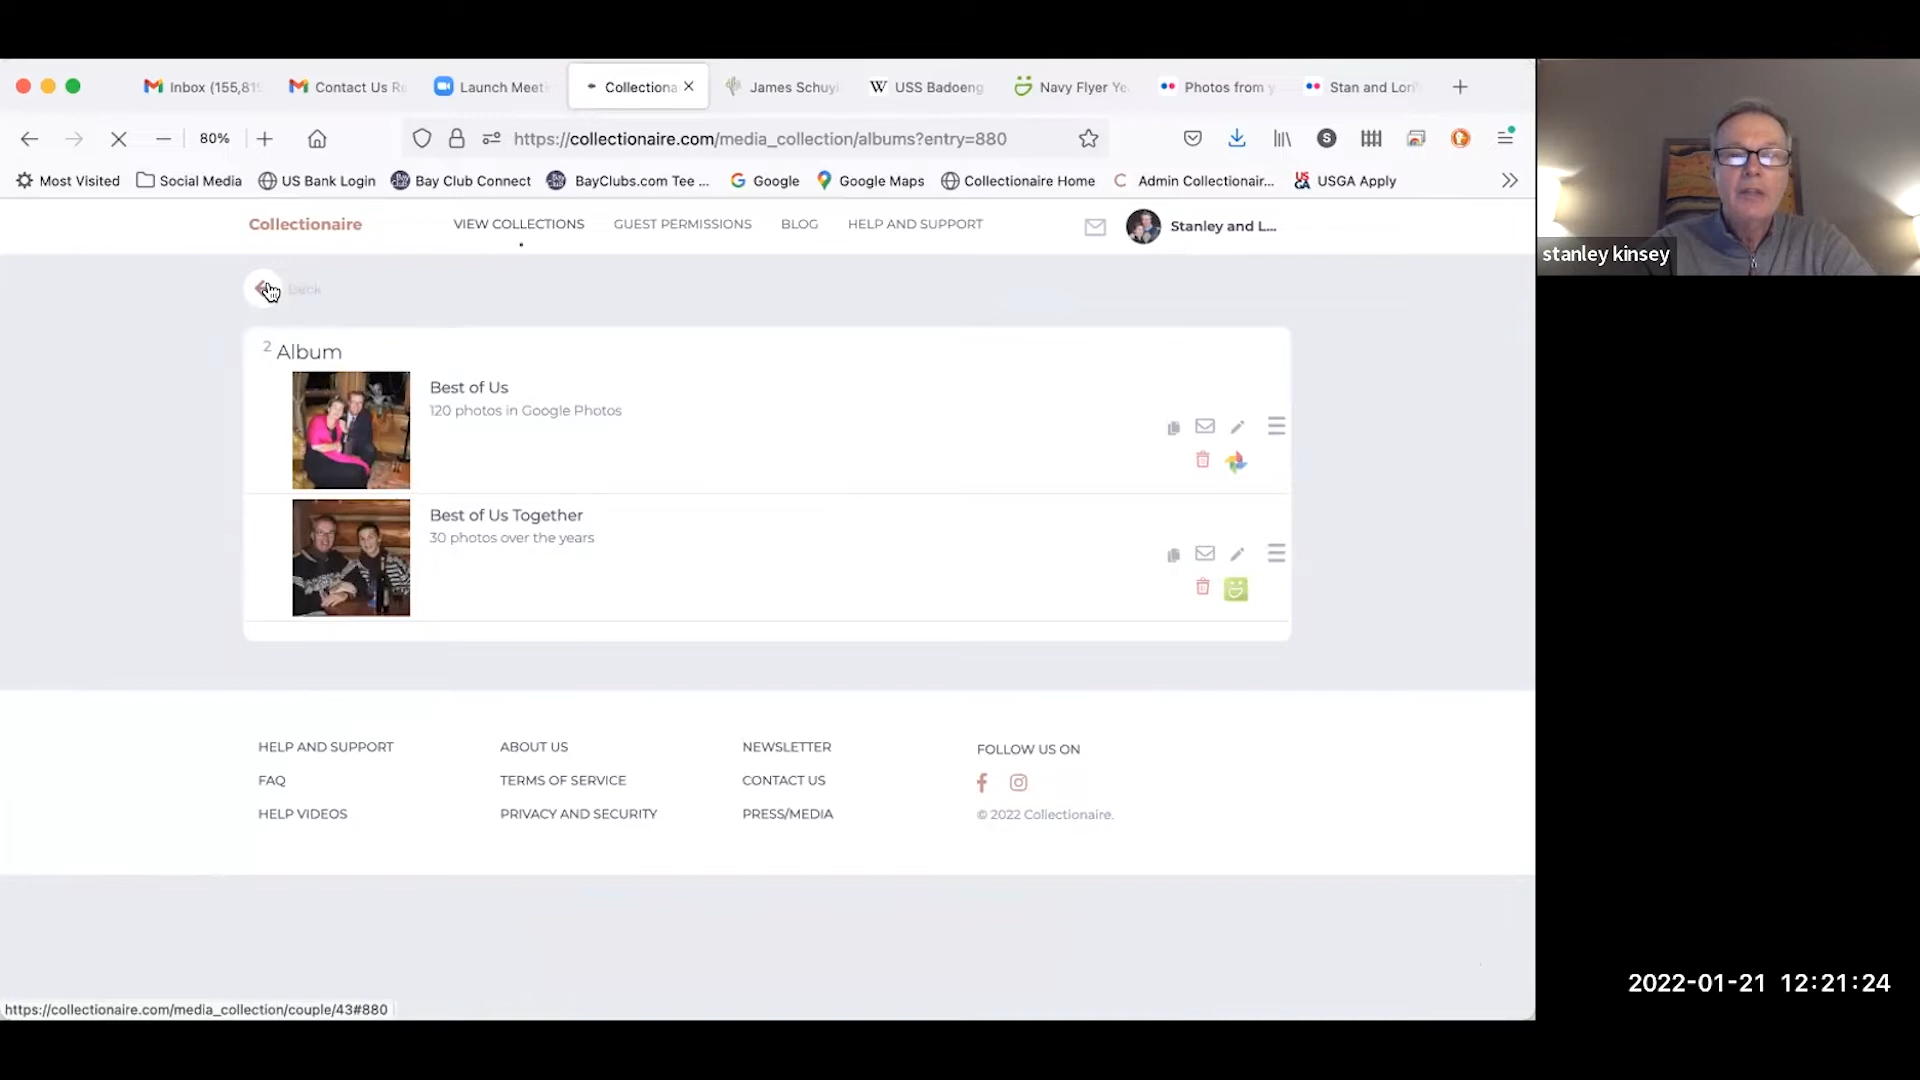 Inbox (155,819
Contact Us Re
Launch Meeti
Collectiona
James Schuyl
W USS Badoeng
Navy Flyer Ye
Photos from y
Stan and Lori'
80%
https://collectionaire.com/media_collection/albums?entry=880
S
Most Visited
Social Media
US Bank Login
Bay Club Connect
BayClubs.com Tee ...
Google
Google Maps
Collectionaire Home
Admin Collectionair...
USGA Apply
Collectionaire
VIEW COLLECTIONS
GUEST PERMISSIONS
BLOG
HELP AND SUPPORT
Stanley and L...
stanley kinsey
Back
2 Album
Best of Us
120 photos in Google Photos
Best of Us Together
30 photos over the years
HELP AND SUPPORT
ABOUT US
NEWSLETTER
FOLLOW US ON
FAQ
TERMS OF SERVICE
CONTACT US
HELP VIDEOS
PRIVACY AND SECURITY
PRESS/MEDIA
© 2022 Collectionaire.
2022-01-21 12:21:24
https://collectionaire.com/media_collection/couple/43#880